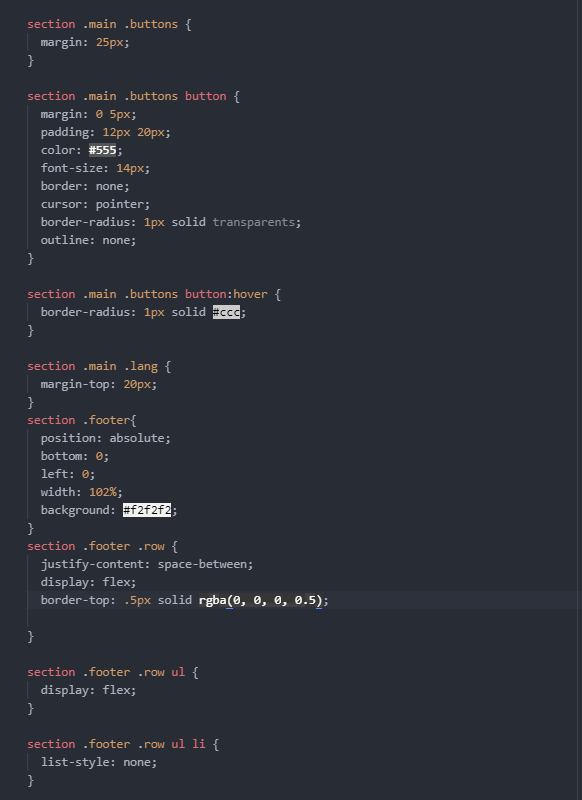 section .main .buttons {
  margin: 25px;
}

section .main .buttons button {
  margin: 0 5px;
  padding: 12px 20px;
  color: #555;
  font-size: 14px;
  border: none;
  cursor: pointer;
  border-radius: 1px solid transparents;
  outline: none;
}

section .main .buttons button:hover {
  border-radius: 1px solid #ccc;
}

section .main .lang {
  margin-top: 20px;
}
section .footer{
  position: absolute;
  bottom: 0;
  left: 0;
  width: 102%;
  background: #f2f2f2;
}
section .footer .row {
  justify-content: space-between;
  display: flex;
  border-top: .5px solid rgba(0, 0, 0, 0.5);

}

section .footer .row ul {
  display: flex;
}

section .footer .row ul li {
  list-style: none;
}